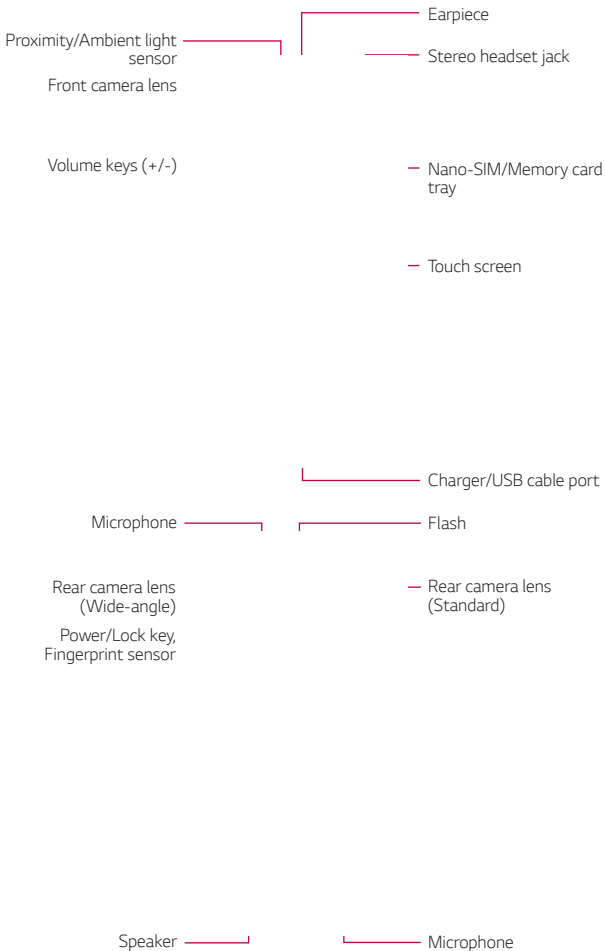 Earpiece
Proximity/Ambient light
sensor
Stereo headset jack
Front camera lens
Volume keys (+/-)
Nano-SIM/Memory card
tray
Touch screen
Charger/USB cable port
Microphone
Flash
Rear camera lens
(Wide-angle)
Rear camera lens
(Standard)
Power/Lock key,
Fingerprint sensor
Speaker
Microphone